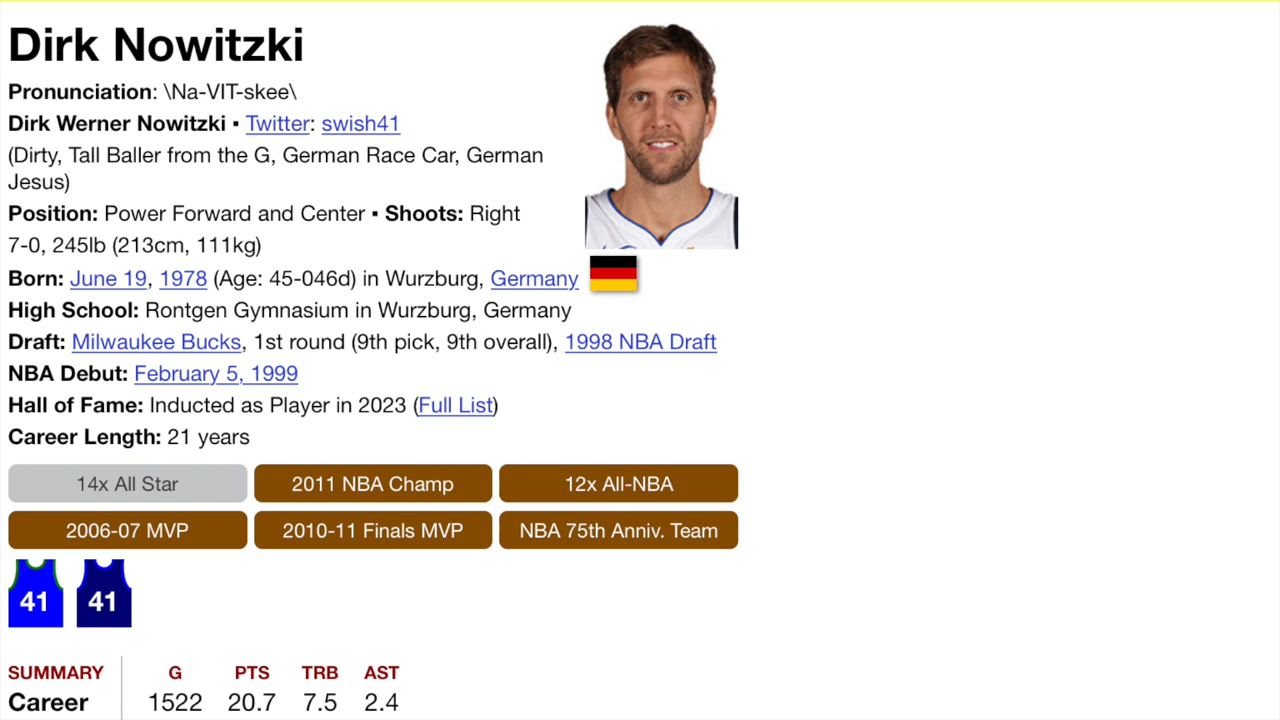 Dirk Nowitzki
Pronunciation: \Na-VIT-skee\
Dirk Werner Nowitzki ▪ Twitter: swish41
(Dirty, Tall Baller from the G, German Race Car, German
Jesus)
Position: Power Forward and Center ▪ Shoots: Right
7-0, 245lb (213cm, 111kg)
Born: June 19, 1978 (Age: 45-046d) in Wurzburg, Germany
High School: Rontgen Gymnasium in Wurzburg, Germany
Draft: Milwaukee Bucks, 1st round (9th pick, 9th overall), 1998 NBA Draft
NBA Debut: February 5, 1999
Hall of Fame: Inducted as Player in 2023 (Full List)
Career Length: 21 years
14x All Star 2011 NBA Champ 12x All-NBA
2006-07 MVP 2010-11 Finals MVP NBA 75th Anniv. Team
41 41
SUMMARY G PTS TRB AST
Career 1522 20.7 7.5 2.4